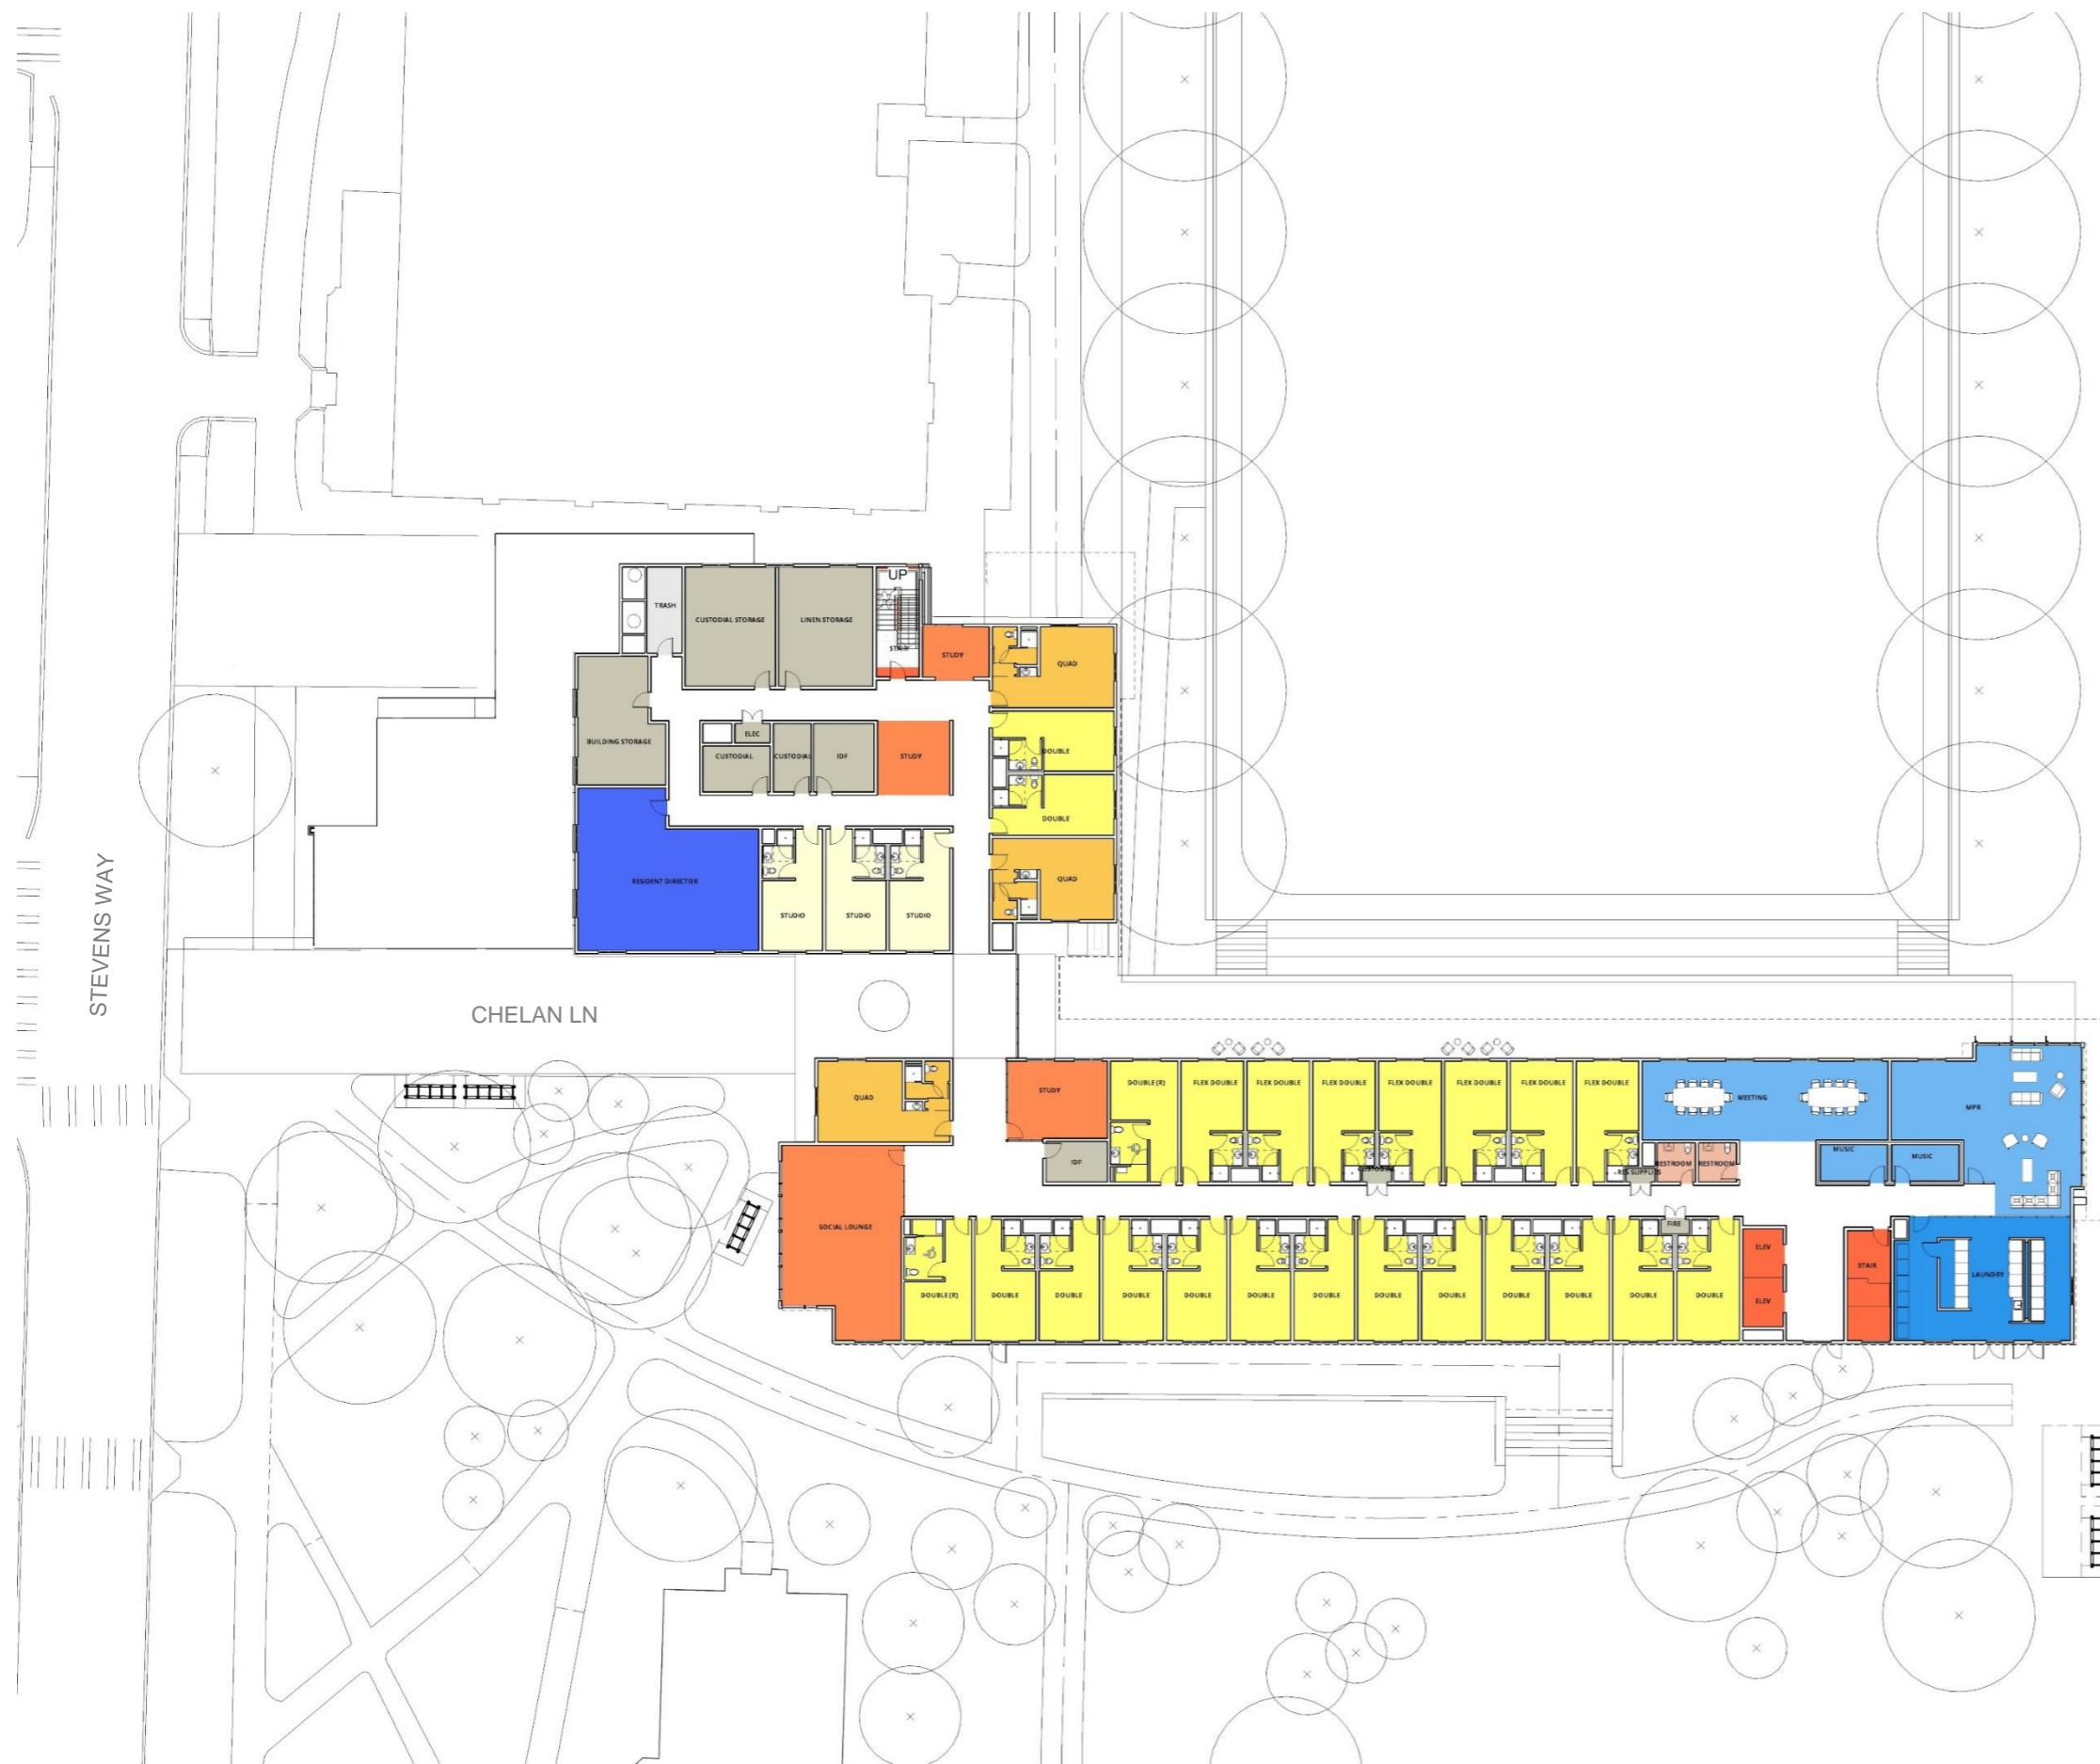 UP
TRASH
CUSTODIAL STORAGE
LINEN STORAGE
STAIR
STUDY
QUAD
ELEC
BUILDING STORAGE
CUSTODIAL
CUSTODIAL
IDF
STUDY
DOUBLE
DOUBLE
QUAD
RESIDENT DIRECTOR
STUDIO
STUDIO
STUDIO
STEVENS WAY
CHELAN LN
QUAD
STUDY
DOUBLE(R)
FLEX DOUBLE
FLEX DOUBLE
FLEX DOUBLE
FLEX DOUBLE
FLEX DOUBLE
FLEX DOUBLE
FLEX DOUBLE
MEETING
MPR
IDF
RES SUPPLIES
RESTROOM
RESTROOM
MUSIC
MUSIC
SOCIAL LOUNGE
FIRE
ELEV
STAIR
LAUNDRY
DOUBLE(R)
DOUBLE
DOUBLE
DOUBLE
DOUBLE
DOUBLE
DOUBLE
DOUBLE
DOUBLE
DOUBLE
DOUBLE
DOUBLE
DOUBLE
ELEV